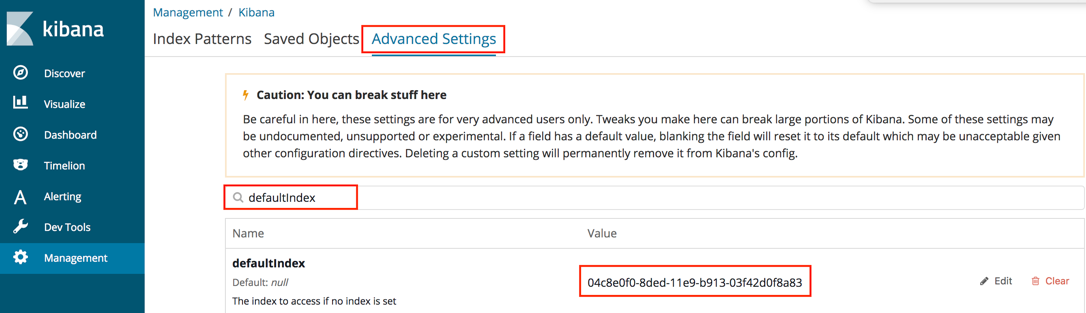 kibana
Discover
Visualize
Dashboard
Timelion
Alerting
Dev Tools
Management
Management / Kibana
Index Patterns Saved Objects Advanced Settings
Caution: You can break stuff here
Be careful in here, these settings are for very advanced users only. Tweaks you make here can break large portions of Kibana. Some of these settings may
be undocumented, unsupported or experimental. If a field has a default value, blanking the field will reset it to its default which may be unacceptable given
other configuration directives. Deleting a custom setting will permanently remove it from Kibana's config.
defaultIndex
Name Value
defaultIndex
Default: null
The index to access if no index is set
04c8e0f0-8ded-11e9-b913-03f42d0f8a83
Edit Clear